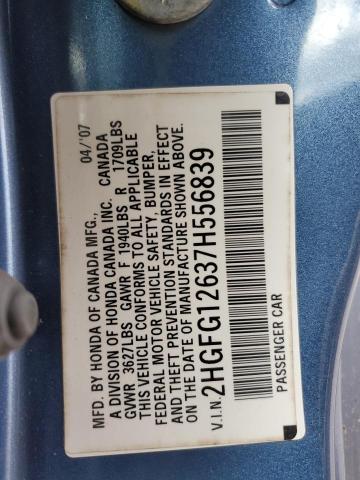 MFD. BY HONDA OF CANADA MFG., 04/'07
A DIVISION OF HONDA CANADA INC. CANADA
GVWR 3627LBS GAWR F 1940LBS R 1709LBS
THIS VEHICLE CONFORMS TO ALL APPLICABLE
FEDERAL MOTOR VEHICLE SAFETY, BUMPER,
AND THEFT PREVENTION STANDARDS IN EFFECT
ON THE DATE OF MANUFACTURE SHOWN ABOVE.
V.I.N. 2HGFG12637H556839
PASSENGER CAR